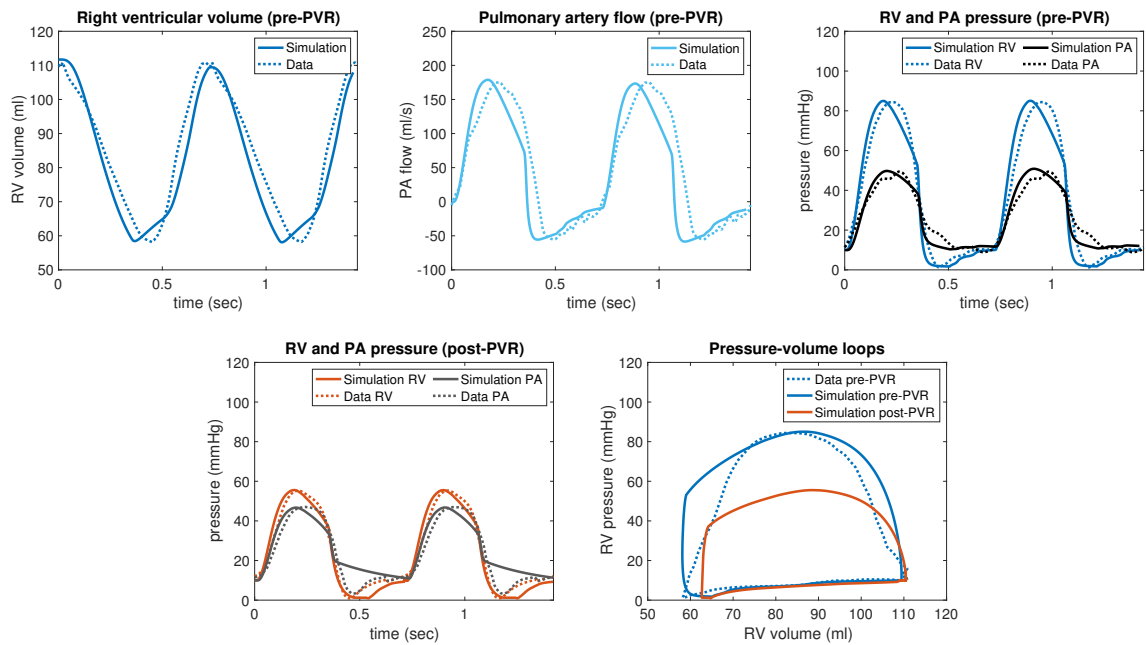 Right ventricular volume (pre-PVR)
120
110
100
90
80
70
60
50
RV volume (ml)
0
0.5
1
time (sec)
Simulation
Data
Pulmonary artery flow (pre-PVR)
250
200
150
100
50
0
-50
-100
PA flow (ml/s)
0
0.5
1
time (sec)
Simulation
Data
RV and PA pressure (pre-PVR)
120
100
80
60
40
20
0
pressure (mmHg)
0
1
time (sec)
Simulation RV
Data RV
Simulation PA
Data PA
RV and PA pressure (post-PVR)
120
100
80
60
40
20
0
pressure (mmHg)
0
0.5
1
time (sec)
Simulation RV
Data RV
Simulation PA
Data PA
Pressure-volume loops
120
100
80
60
40
20
0
RV pressure (mmHg)
50
60
70
80
90
100
110
120
RV volume (ml)
Data pre-PVR
Simulation pre-PVR
Simulation post-PVR